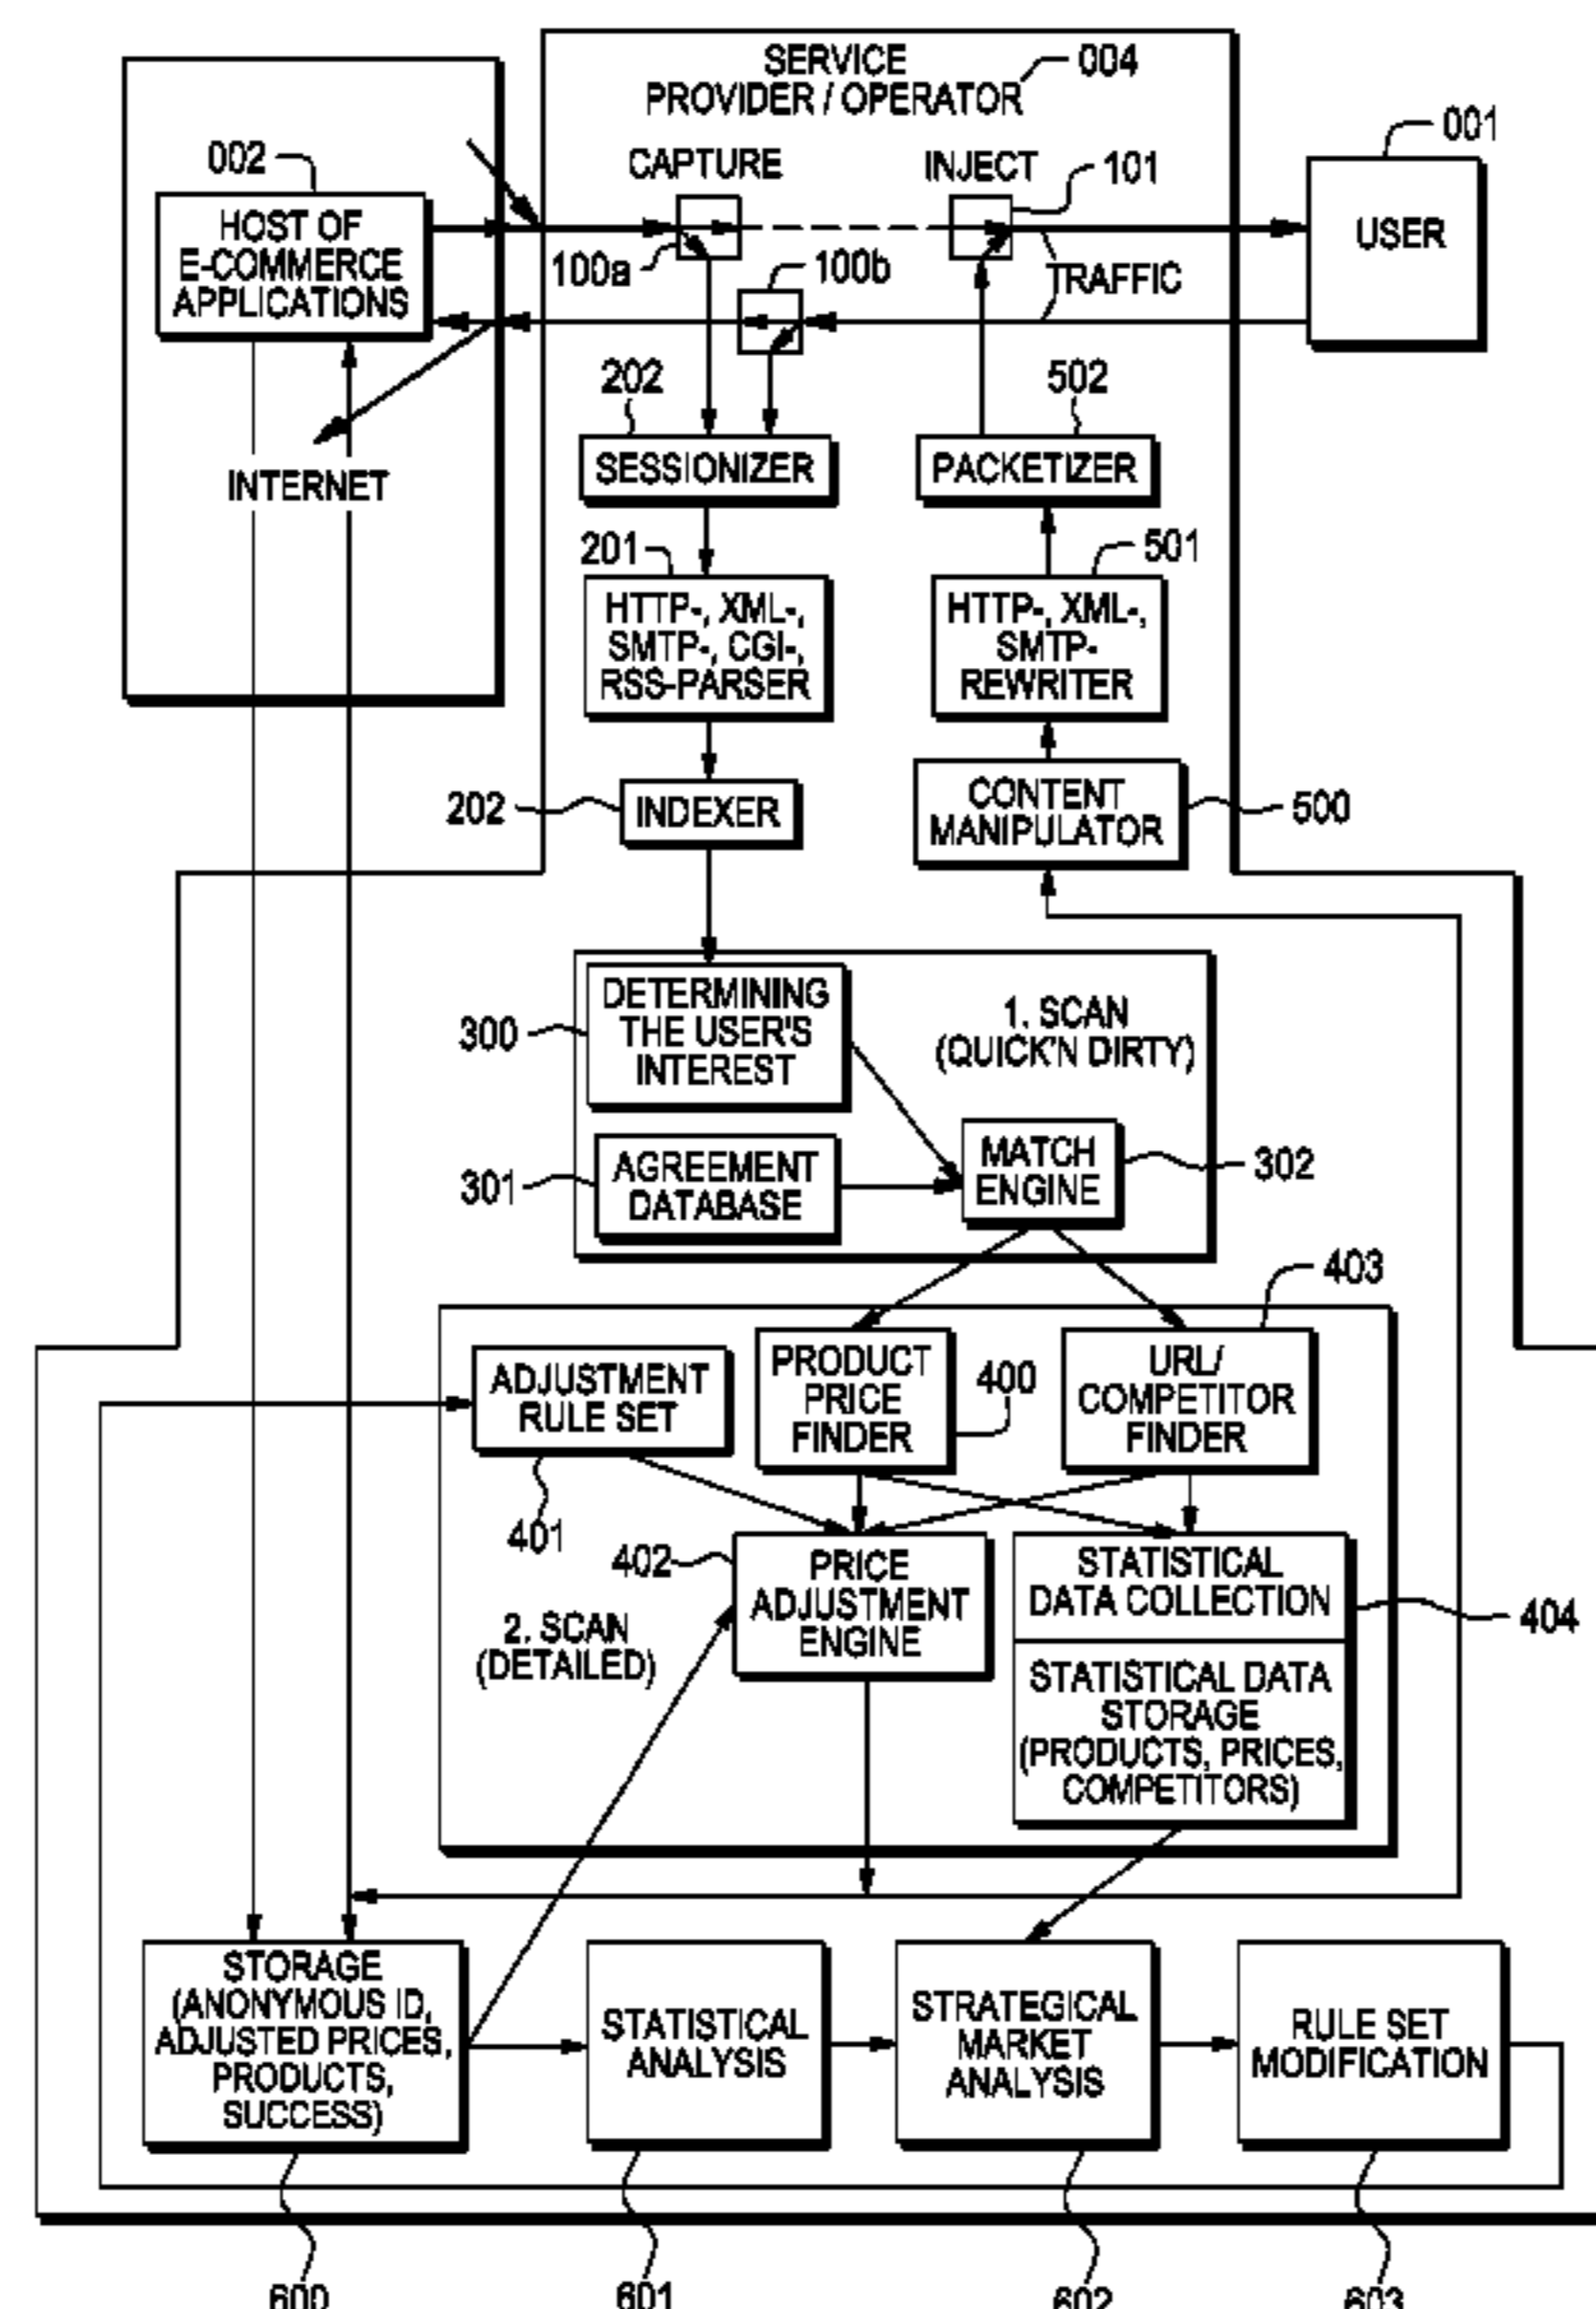 SERVICE
PROVIDER / OPERATOR
004
001
002
CAPTURE
INJECT
101
HOST OF
E-COMMERCE
APPLICATIONS
USER
100a
100b
TRAFFIC
202
502
INTERNET
SESSIONIZER
PACKETIZER
201
501
HTTP-, XML-,
SMTP-, CGI-,
RSS-PARSER
HTTP-, XML-,
SMTP-
REWRITER
202
INDEXER
CONTENT
MANIPULATOR
500
300
DETERMINING
THE USER'S
INTEREST
1. SCAN
(QUICK'N DIRTY)
301
AGREEMENT
DATABASE
MATCH
ENGINE
302
403
ADJUSTMENT
RULE SET
PRODUCT
PRICE
FINDER
400
URL/
COMPETITOR
FINDER
401
402
PRICE
ADJUSTMENT
ENGINE
STATISTICAL
DATA COLLECTION
404
2. SCAN
(DETAILED)
STATISTICAL DATA
STORAGE
(PRODUCTS, PRICES,
COMPETITORS)
STORAGE
(ANONYMOUS ID,
ADJUSTED PRICES,
PRODUCTS,
SUCCESS)
STATISTICAL
ANALYSIS
STRATEGICAL
MARKET
ANALYSIS
RULE SET
MODIFICATION
600
601
602
603